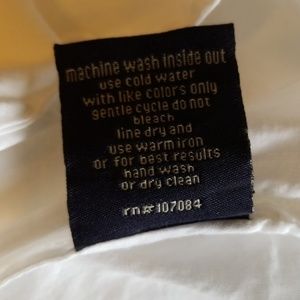 machine wash inside out
use cold water
with like colors only
gentle cycle do not
bleach
line dry and
use warm iron
or for best results
hand wash
or dry clean
rn#107084